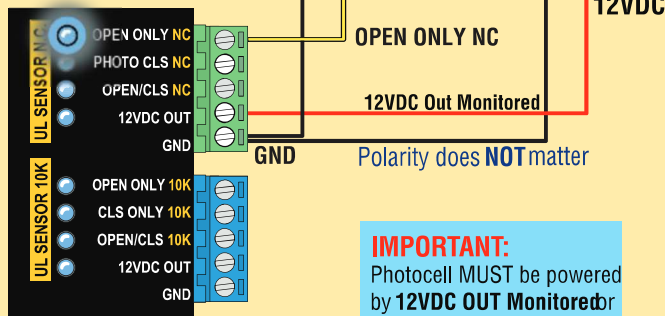 12VDC
UL SENSOR N.C.
OPEN ONLY NC
PHOTO CLS NC
OPEN/CLS NC
12VDC OUT
GND
OPEN ONLY NC
12VDC Out Monitored
GND
Polarity does NOT matter
UL SENSOR 10K
OPEN ONLY 10K
CLS ONLY 10K
OPEN/CLS 10K
12VDC OUT
GND
IMPORTANT:
Photocell MUST be powered
by 12VDC OUT Monitored or